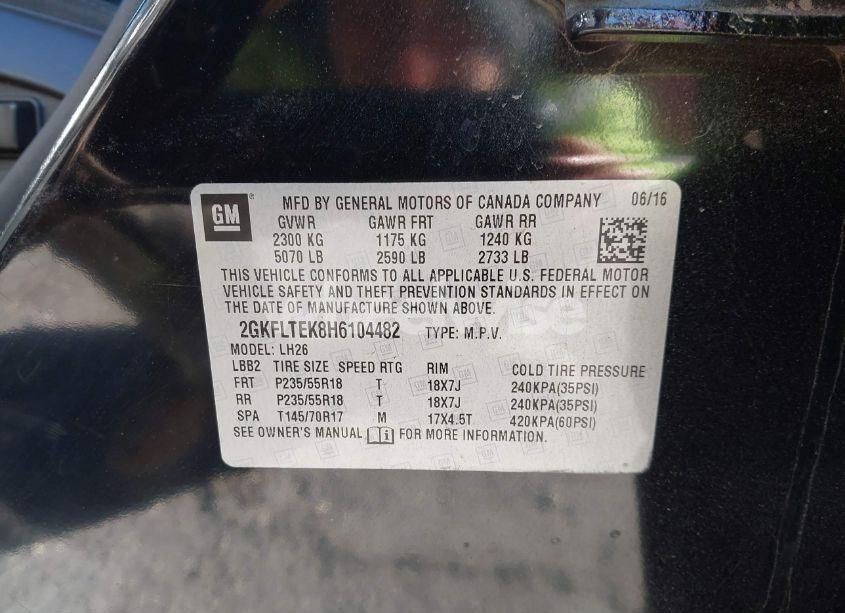 GM
MFD BY GENERAL MOTORS OF CANADA COMPANY 06/16
GVWR GAWR FRT GAWR RR
2300 KG 1175 KG 1240 KG
5070 LB 2590 LB 2733 LB
THIS VEHICLE CONFORMS TO ALL APPLICABLE U.S. FEDERAL MOTOR
VEHICLE SAFETY AND THEFT PREVENTION STANDARDS IN EFFECT ON
THE DATE OF MANUFACTURE SHOWN ABOVE.
2GKFLTEK8H6104482 TYPE: M.P.V.
MODEL: LH26
LBB2 TIRE SIZE SPEED RTG RIM COLD TIRE PRESSURE
FRT P235/55R18 T 18X7J 240KPA(35PSI)
RR P235/55R18 T 18X7J 240KPA(35PSI)
SPA T145/70R17 M 17X4.5T 420KPA(60PSI)
SEE OWNER'S MANUAL FOR MORE INFORMATION.